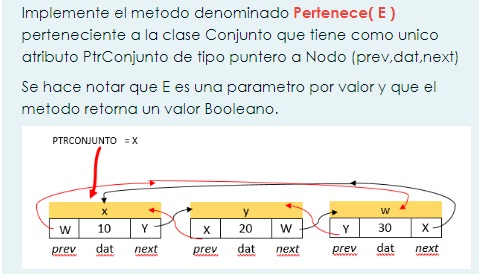 Implemente el metodo denominado Pertenece( E )
perteneciente a la clase Conjunto que tiene como unico
atributo PtrConjunto de tipo puntero a Nodo (prev,dat,next)
Se hace notar que E es una parametro por valor y que el
metodo retorna un valor Booleano.
PTRCONJUNTO = X
x y w
W 10 Y X 20 W Y 30 X
prev dat next prev dat next prev dat next